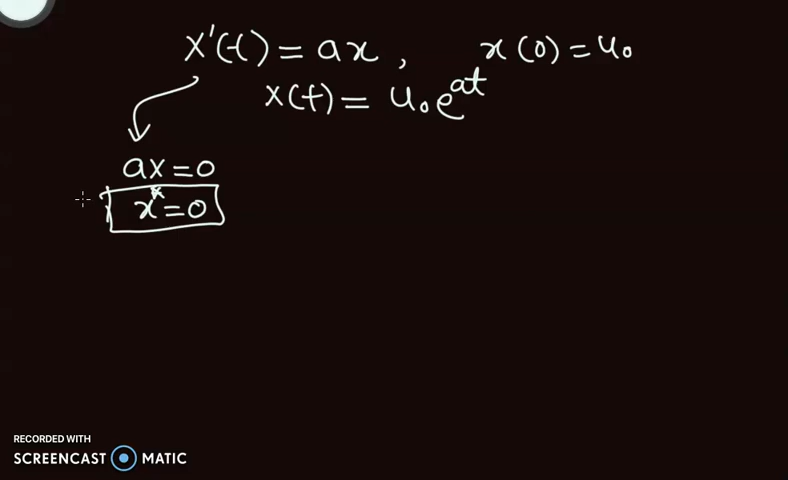 x'(t) = ax, x(0) = u₀
x(t) = u₀e^at
ax = 0
x* = 0
RECORDED WITH
SCREENCAST MATIC